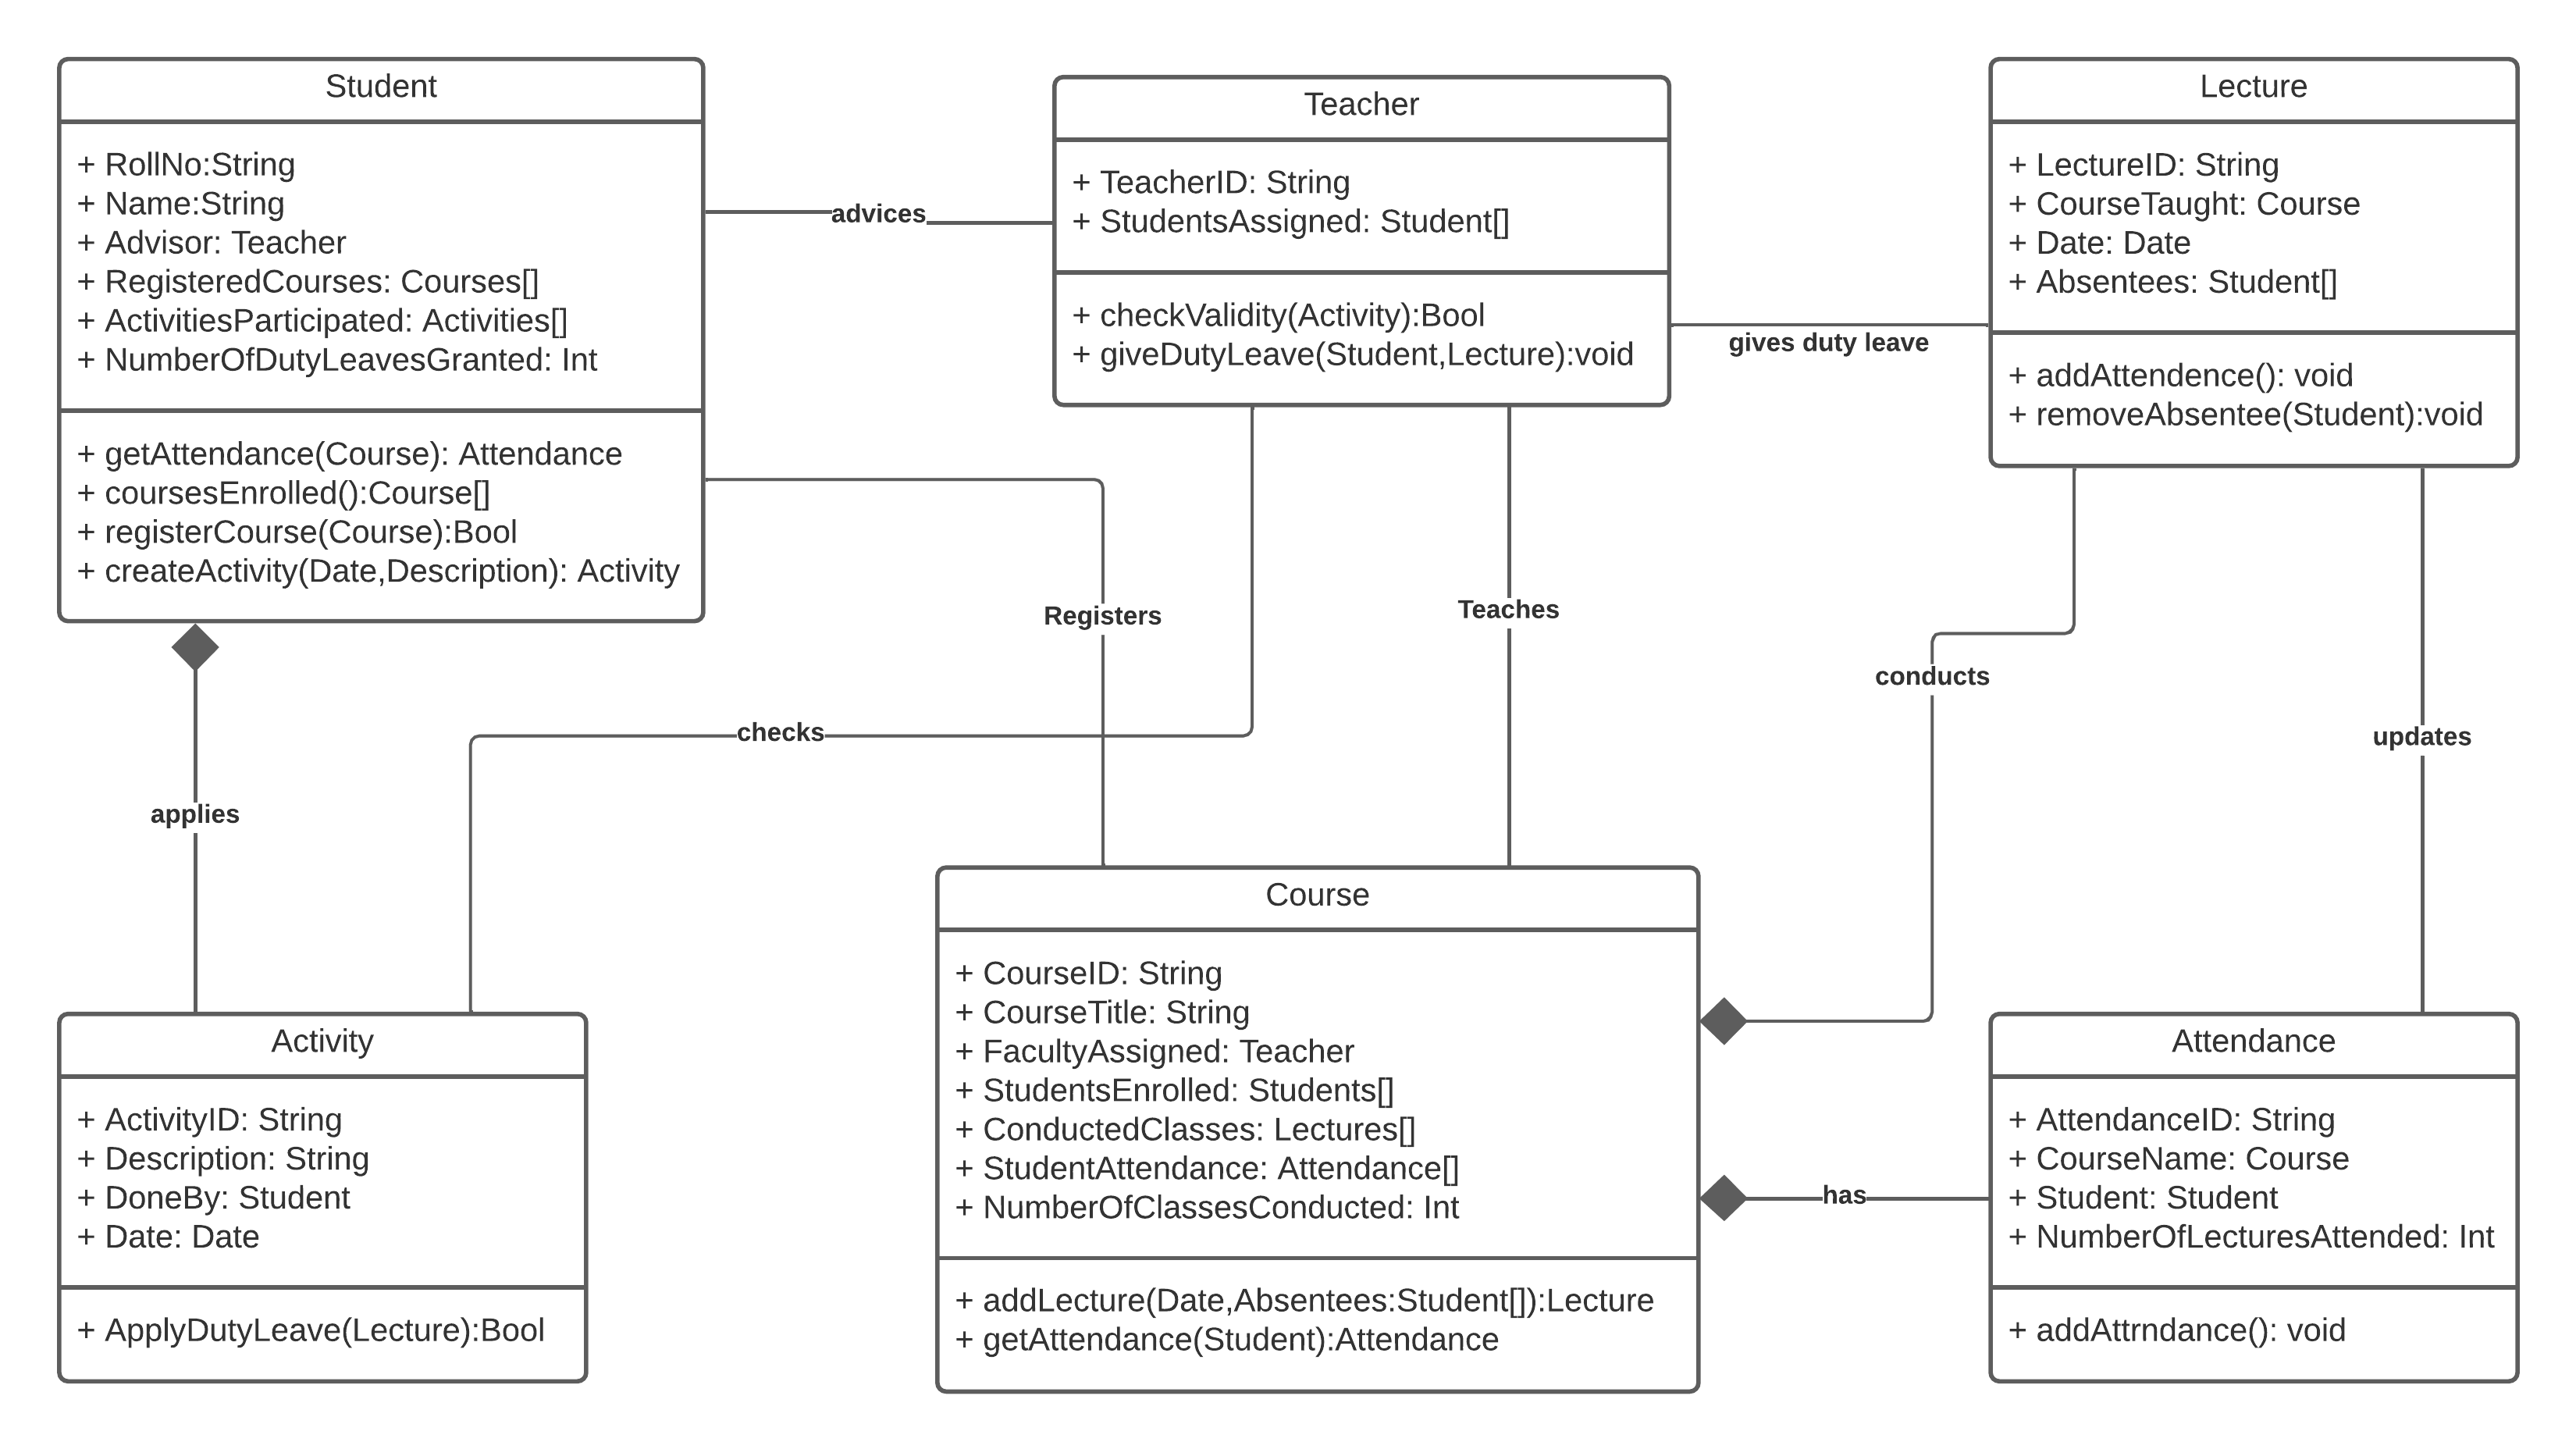 Student
+ RollNo:String
+ Name:String
+ Advisor: Teacher
+ RegisteredCourses: Courses[]
+ ActivitiesParticipated: Activities[]
+ NumberOfDutyLeavesGranted: Int
+ getAttendance(Course): Attendance
+ coursesEnrolled():Course[]
+ registerCourse(Course):Bool
+ createActivity(Date,Description): Activity
advices
Teacher
+ TeacherID: String
+ StudentsAssigned: Student[]
+ checkValidity(Activity):Bool
+ giveDutyLeave(Student,Lecture):void
gives duty leave
Lecture
+ LectureID: String
+ CourseTaught: Course
+ Date: Date
+ Absentees: Student[]
+ addAttendence(): void
+ removeAbsentee(Student):void
Registers
Teaches
conducts
checks
updates
applies
Activity
+ ActivityID: String
+ Description: String
+ DoneBy: Student
+ Date: Date
+ ApplyDutyLeave(Lecture):Bool
Course
+ CourseID: String
+ CourseTitle: String
+ FacultyAssigned: Teacher
+ StudentsEnrolled: Students[]
+ ConductedClasses: Lectures[]
+ StudentAttendance: Attendance[]
+ NumberOfClassesConducted: Int
+ addLecture(Date,Absentees:Student[]):Lecture
+ getAttendance(Student):Attendance
has
Attendance
+ AttendanceID: String
+ CourseName: Course
+ Student: Student
+ NumberOfLecturesAttended: Int
+ addAttrndance(): void